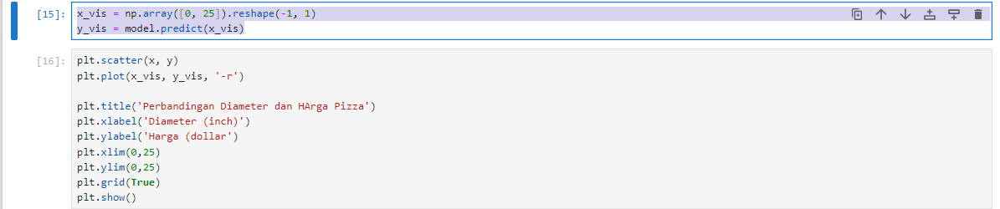 [15]: x_vis = np.array([0, 25]).reshape(-1, 1)
y_vis = model.predict(x_vis)
[16]: plt.scatter(x, y)
plt.plot(x_vis, y_vis, '-r')
plt.title('Perbandingan Diameter dan HArga Pizza')
plt.xlabel('Diameter (inch)')
plt.ylabel('Harga (dollar')
plt.xlim(0,25)
plt.ylim(0,25)
plt.grid(True)
plt.show()